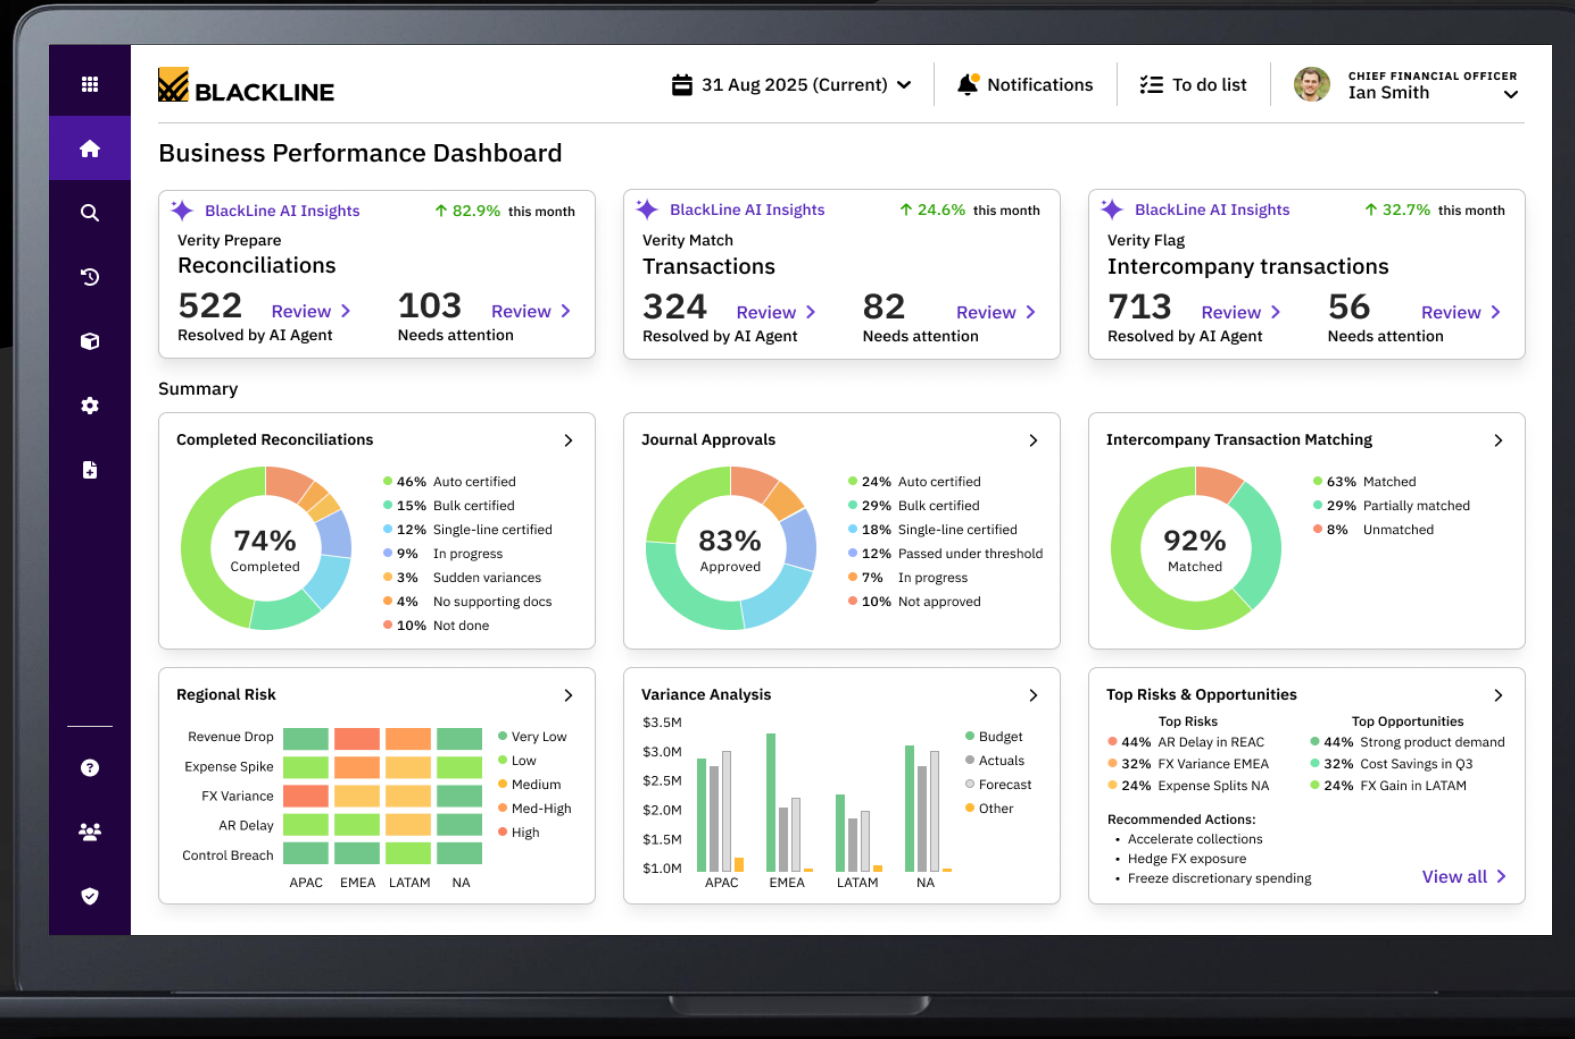 BLACKLINE
31 Aug 2025 (Current)
Notifications
To do list
CHIEF FINANCIAL OFFICER
Ian Smith
Business Performance Dashboard
BlackLine AI Insights
82.9% this month
Verity Prepare
Reconciliations
522 Review
103 Review
Resolved by AI Agent
Needs attention
BlackLine AI Insights
24.6% this month
Verity Match
Transactions
324 Review
82 Review
Resolved by AI Agent
Needs attention
BlackLine AI Insights
32.7% this month
Verity Flag
Intercompany transactions
713 Review
56 Review
Resolved by AI Agent
Needs attention
Summary
Completed Reconciliations
74%
Completed
46% Auto certified
15% Bulk certified
12% Single-line certified
9% In progress
3% Sudden variances
4% No supporting docs
10% Not done
Journal Approvals
83%
Approved
24% Auto certified
29% Bulk certified
18% Single-line certified
12% Passed under threshold
7% In progress
10% Not approved
Intercompany Transaction Matching
92%
Matched
63% Matched
29% Partially matched
8% Unmatched
Regional Risk
Revenue Drop
Expense Spike
FX Variance
AR Delay
Control Breach
APAC EMEA LATAM NA
Very Low
Low
Medium
Med-High
High
Variance Analysis
$3.5M
$3.0M
$2.5M
$2.0M
$1.5M
$1.0M
APAC EMEA LATAM NA
Budget
Actuals
Forecast
Other
Top Risks & Opportunities
Top Risks
44% AR Delay in REAC
32% FX Variance EMEA
24% Expense Splits NA
Top Opportunities
44% Strong product demand
32% Cost Savings in Q3
24% FX Gain in LATAM
Recommended Actions:
• Accelerate collections
• Hedge FX exposure
• Freeze discretionary spending
View all